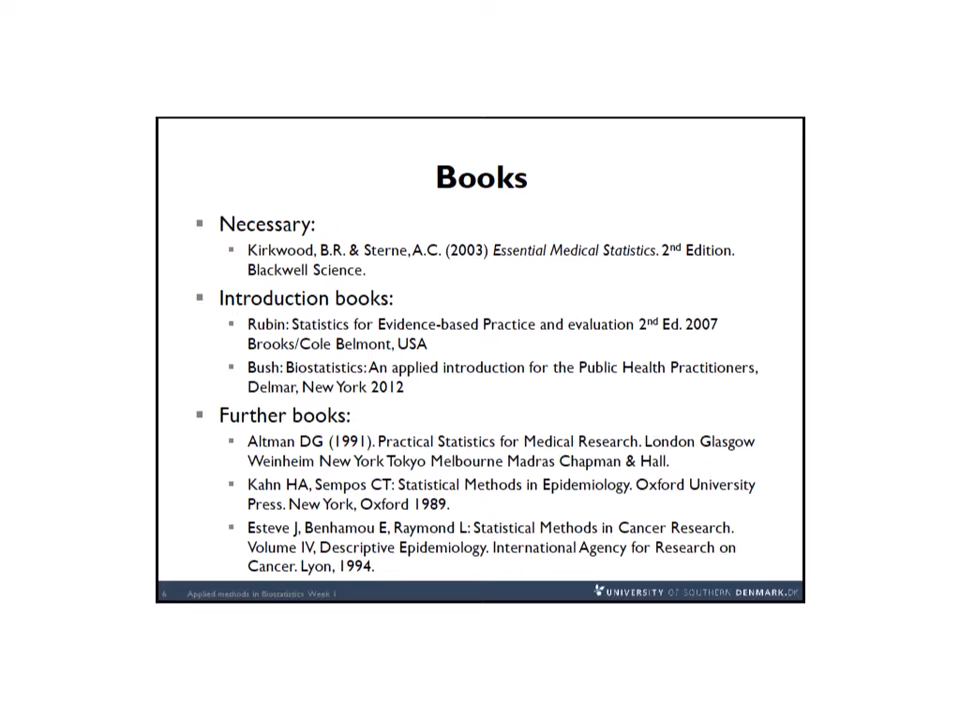 Books
Necessary:
Kirkwood, B.R. & Sterne, A.C. (2003) Essential Medical Statistics. 2nd Edition.
Blackwell Science.
Introduction books:
Rubin: Statistics for Evidence-based Practice and evaluation 2nd Ed. 2007
Brooks/Cole Belmont, USA
Bush: Biostatistics: An applied introduction for the Public Health Practitioners,
Delmar, New York 2012
Further books:
Altman DG (1991). Practical Statistics for Medical Research. London Glasgow
Weinheim New York Tokyo Melbourne Madras Chapman & Hall.
Kahn HA, Sempos CT: Statistical Methods in Epidemiology. Oxford University
Press. New York, Oxford 1989.
Esteve J, Benhamou E, Raymond L: Statistical Methods in Cancer Research.
Volume IV, Descriptive Epidemiology. International Agency for Research on
Cancer. Lyon, 1994.
6 Applied methods in Biostatistics Week 1 UNIVERSITY OF SOUTHERN DENMARK.DK